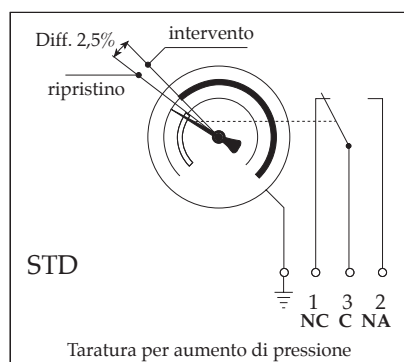 Diff. 2,5%
intervento
ripristino
STD
1 3 2
NC C NA
Taratura per aumento di pressione